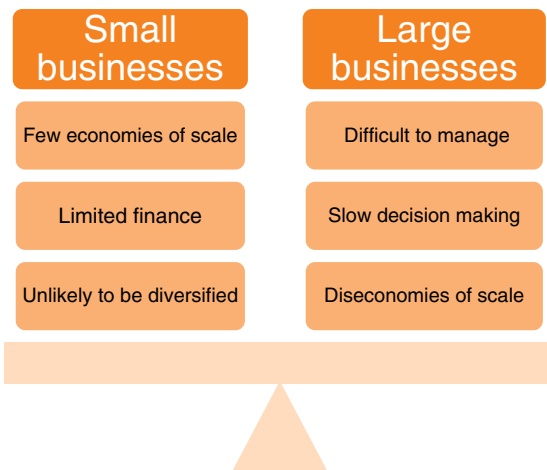 Small
businesses
Few economies of scale
Limited finance
Unlikely to be diversified
Large
businesses
Difficult to manage
Slow decision making
Diseconomies of scale